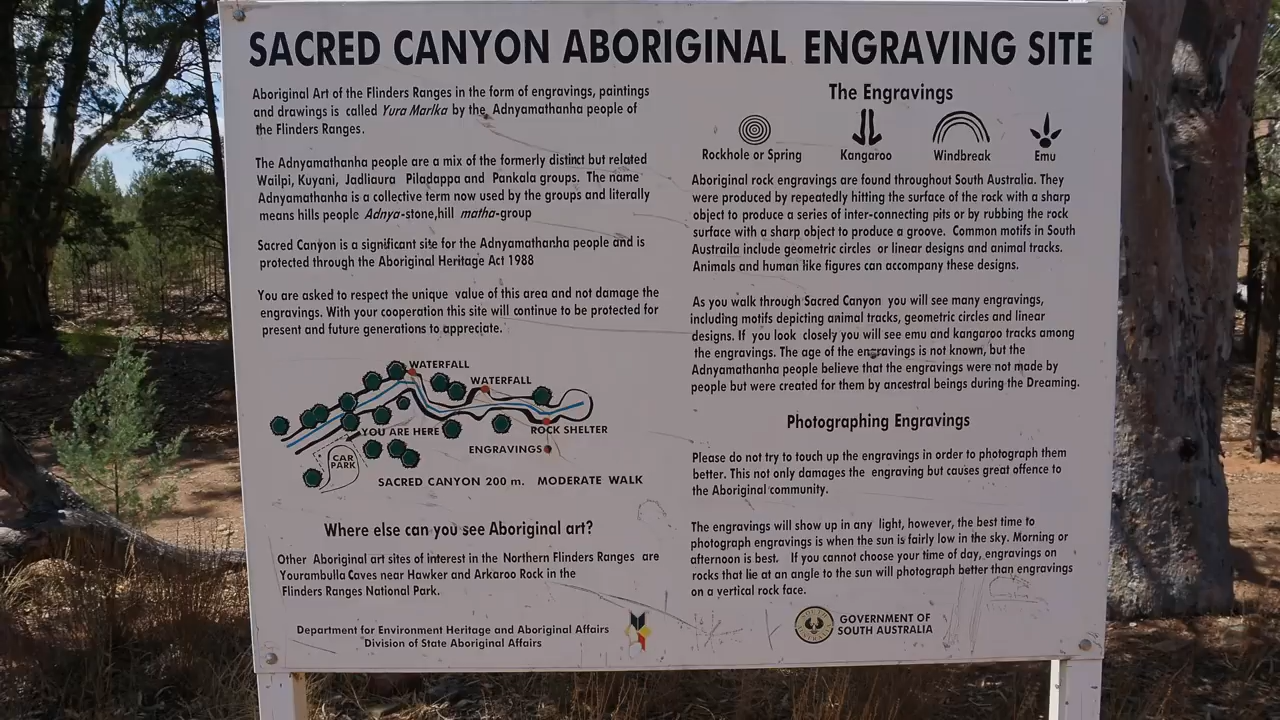 SACRED CANYON ABORIGINAL ENGRAVING SITE
Aboriginal Art of the Flinders Ranges in the form of engravings, paintings
and drawings is called Yura Marlka by the Adnyamathanha people of
the Flinders Ranges.
The Adnyamathanha people are a mix of the formerly distinct but related
Wailpi, Kuyani, Jadliaura Piladappa and Pankala groups. The name
Adnyamathanha is a collective term now used by the groups and literally
means hills people Adnya-stone,hill matha-group
Sacred Canyon is a significant site for the Adnyamathanha people and is
protected through the Aboriginal Heritage Act 1988
You are asked to respect the unique value of this area and not damage the
engravings. With your cooperation this site will continue to be protected for
present and future generations to appreciate.
WATERFALL
WATERFALL
YOU ARE HERE
ROCK SHELTER
ENGRAVINGS
CAR
PARK
SACRED CANYON 200 m. MODERATE WALK
Where else can you see Aboriginal art?
Other Aboriginal art sites of interest in the Northern Flinders Ranges are
Yourambulla Caves near Hawker and Arkaroo Rock in the
Flinders Ranges National Park.
Department for Environment Heritage and Aboriginal Affairs
Division of State Aboriginal Affairs
The Engravings
Rockhole or Spring Kangaroo Windbreak Emu
Aboriginal rock engravings are found throughout South Australia. They
were produced by repeatedly hitting the surface of the rock with a sharp
object to produce a series of inter-connecting pits or by rubbing the rock
surface with a sharp object to produce a groove. Common motifs in South
Austraila include geometric circles or linear designs and animal tracks.
Animals and human like figures can accompany these designs.
As you walk through Sacred Canyon you will see many engravings,
including motifs depicting animal tracks, geometric circles and linear
designs. If you look closely you will see emu and kangaroo tracks among
the engravings. The age of the engravings is not known, but the
Adnyamathanha people believe that the engravings were not made by
people but were created for them by ancestral beings during the Dreaming.
Photographing Engravings
Please do not try to touch up the engravings in order to photograph them
better. This not only damages the engraving but causes great offence to
the Aboriginal community.
The engravings will show up in any light, however, the best time to
photograph engravings is when the sun is fairly low in the sky. Morning or
afternoon is best. If you cannot choose your time of day, engravings on
rocks that lie at an angle to the sun will photograph better than engravings
on a vertical rock face.
GOVERNMENT OF
SOUTH AUSTRALIA